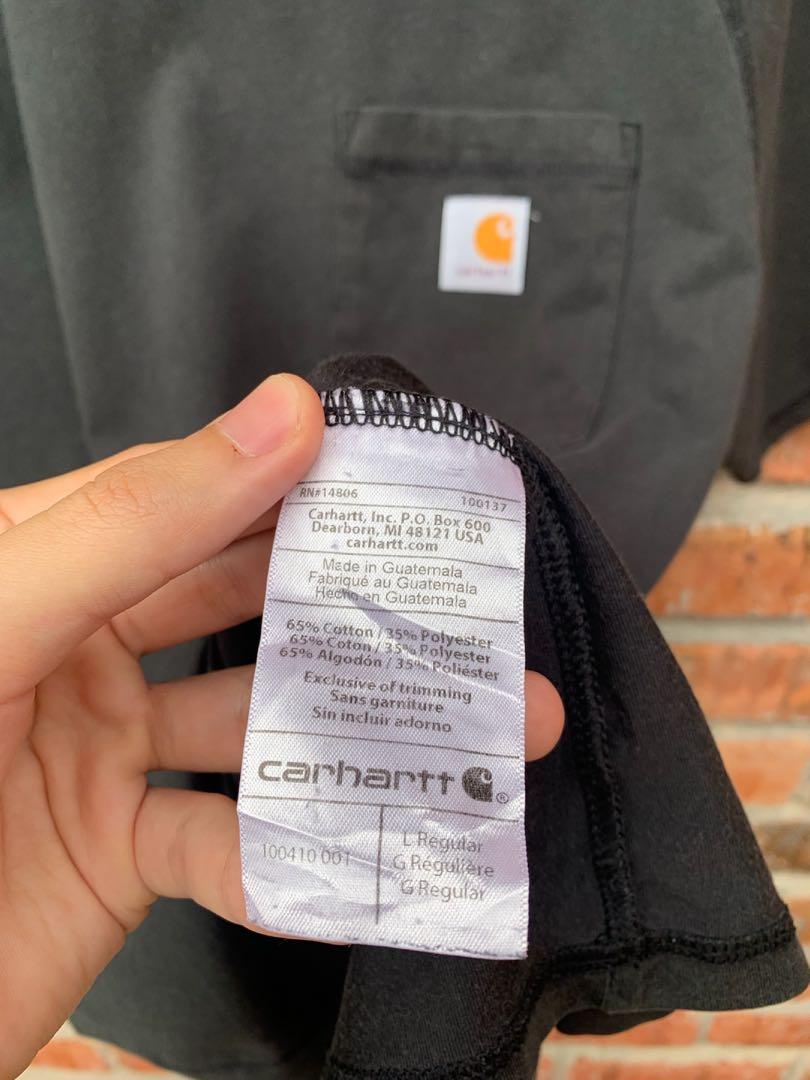 carhartt
RN#14806 100137
Carhartt, Inc. P.O. Box 600
Dearborn, MI 48121 USA
carhartt.com
Made in Guatemala
Fabriqué au Guatemala
Hecho en Guatemala
65% Cotton / 35% Polyester
65% Coton / 35% Polyester
65% Algodón / 35% Poliéster
Exclusive of trimming
Sans garniture
Sin incluir adorno
carhartt ®
100410 001
L Regular
G Régulière
G Regular